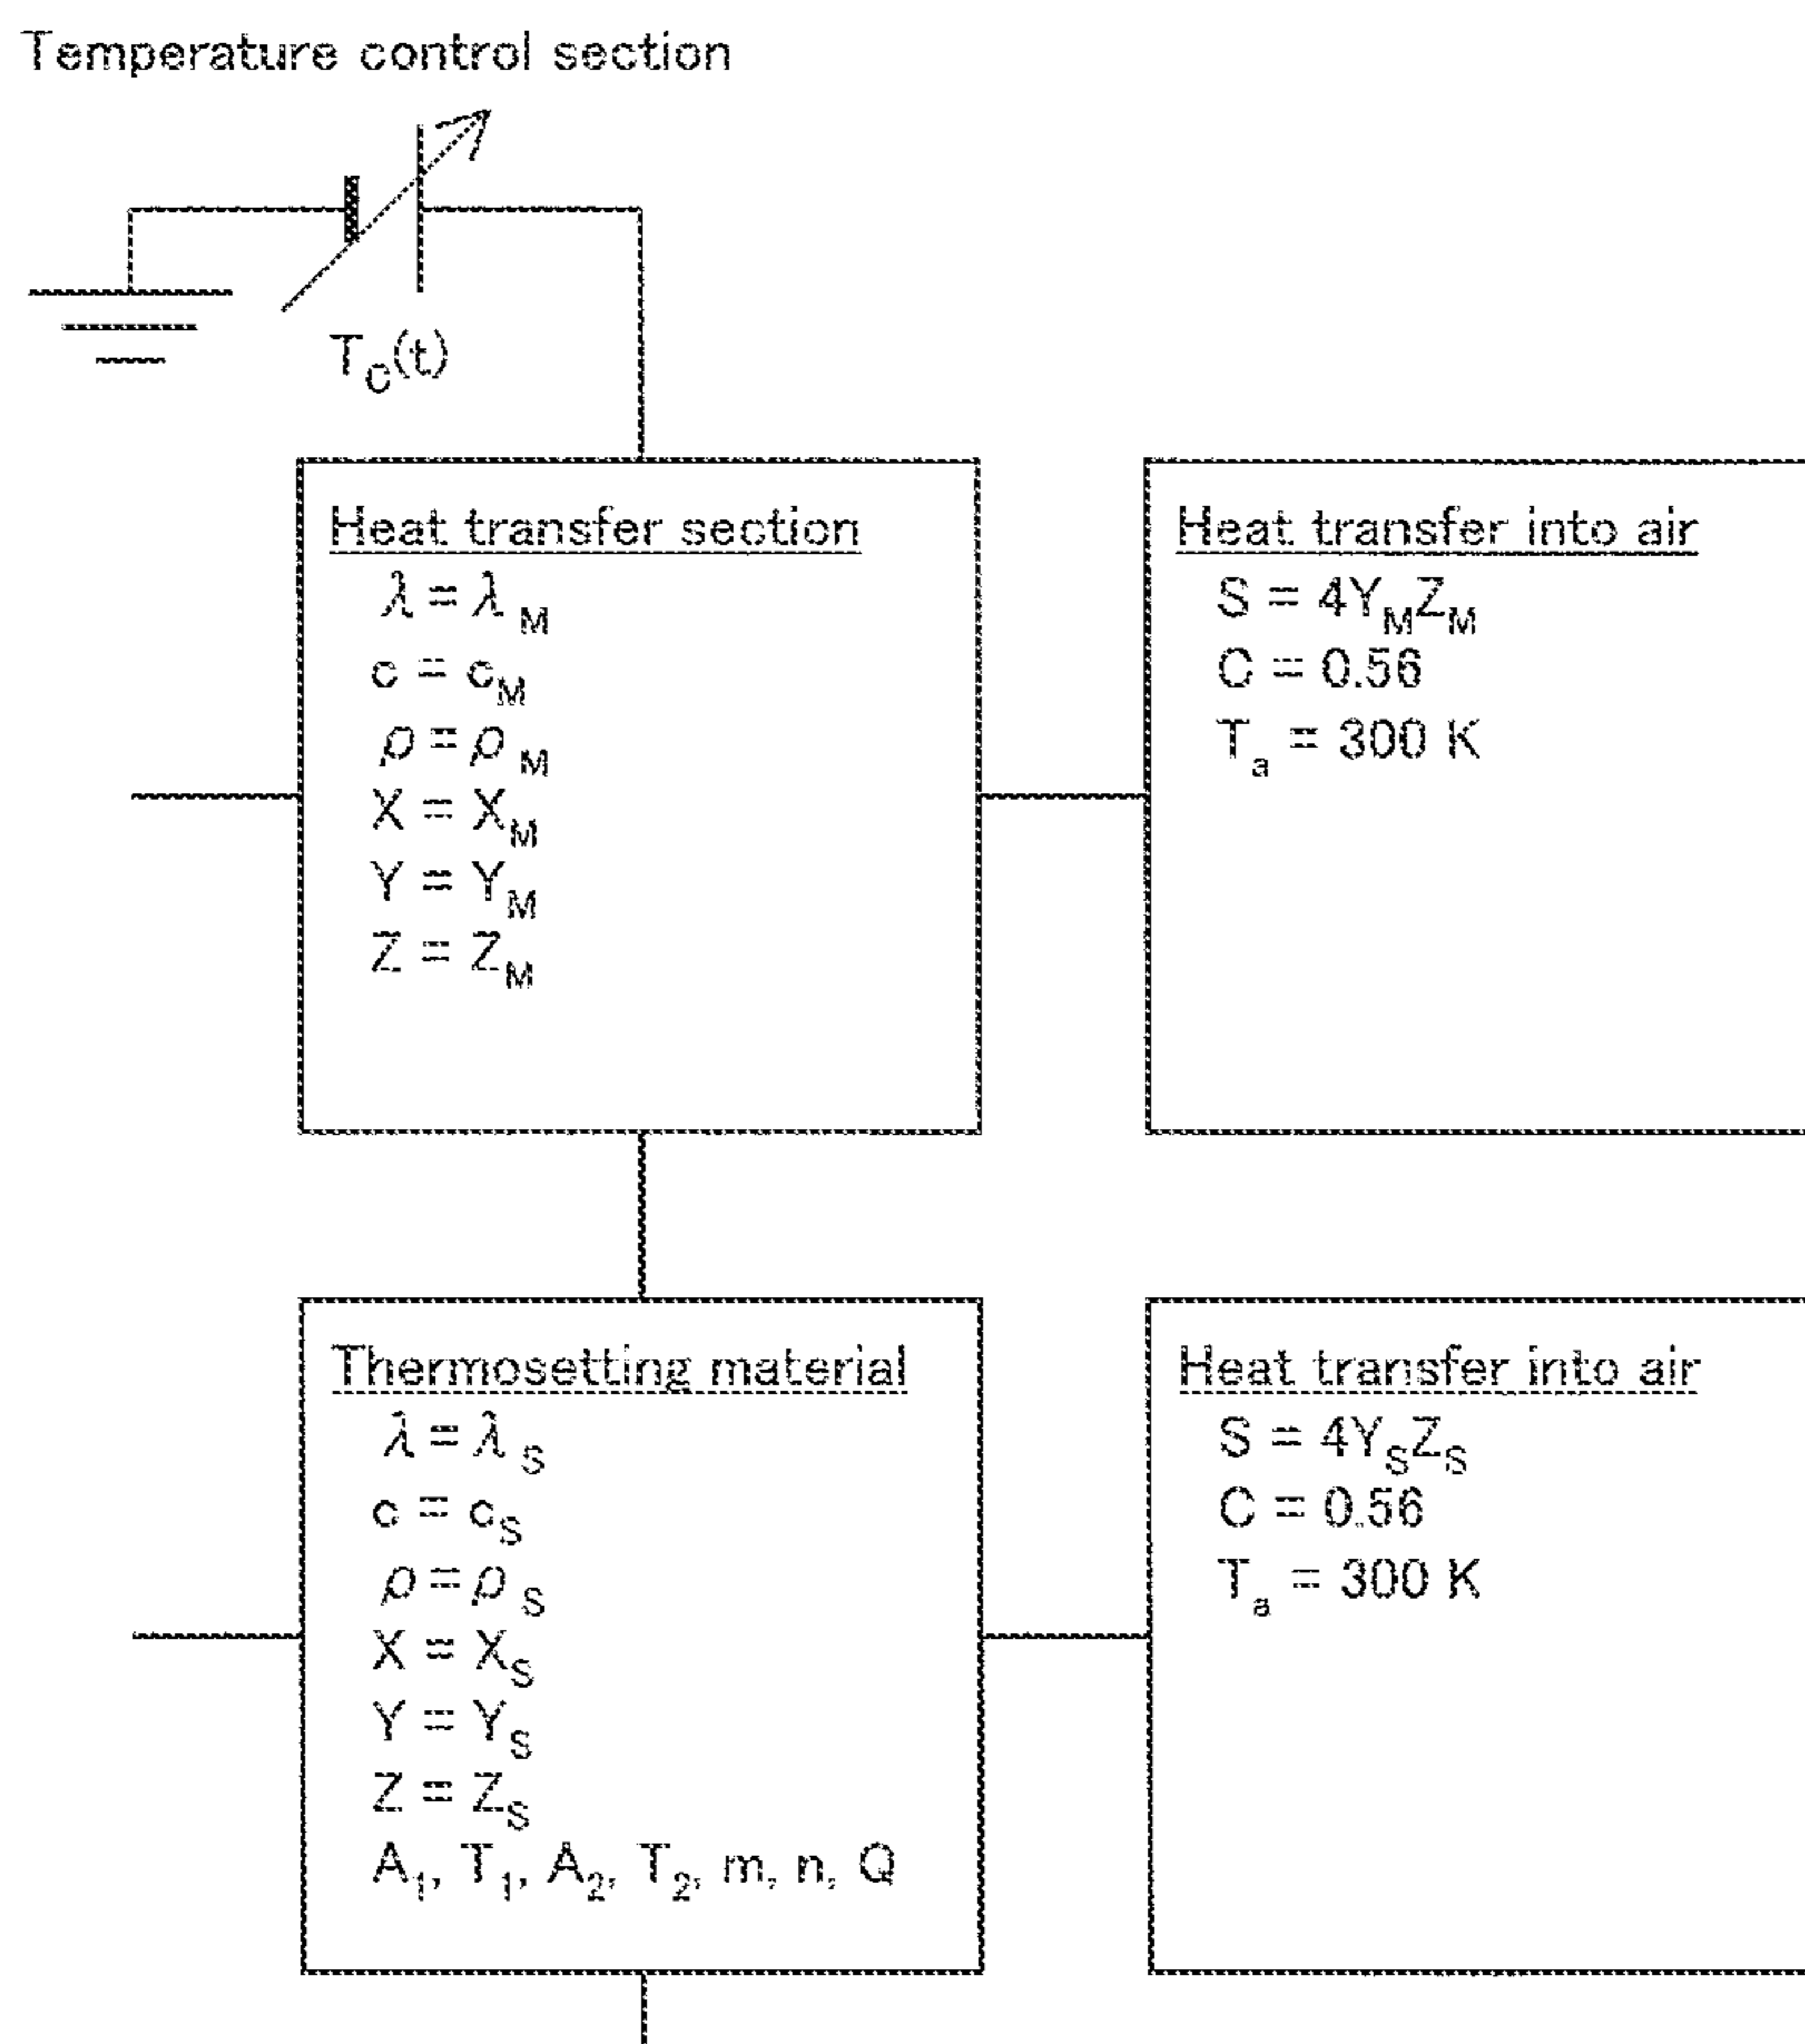 Temperature control section
T_C(t)
Heat transfer section
λ = λ_M
c = c_M
ρ = ρ_M
X = X_M
Y = Y_M
Z = Z_M
Heat transfer into air
S = 4Y_MZ_M
C = 0.56
T_a = 300 K
Thermosetting material
λ = λ_S
c = c_S
ρ = ρ_S
X = X_S
Y = Y_S
Z = Z_S
A_1, T_1, A_2, T_2, m, n, Q
Heat transfer into air
S = 4Y_SZ_S
C = 0.56
T_a = 300 K